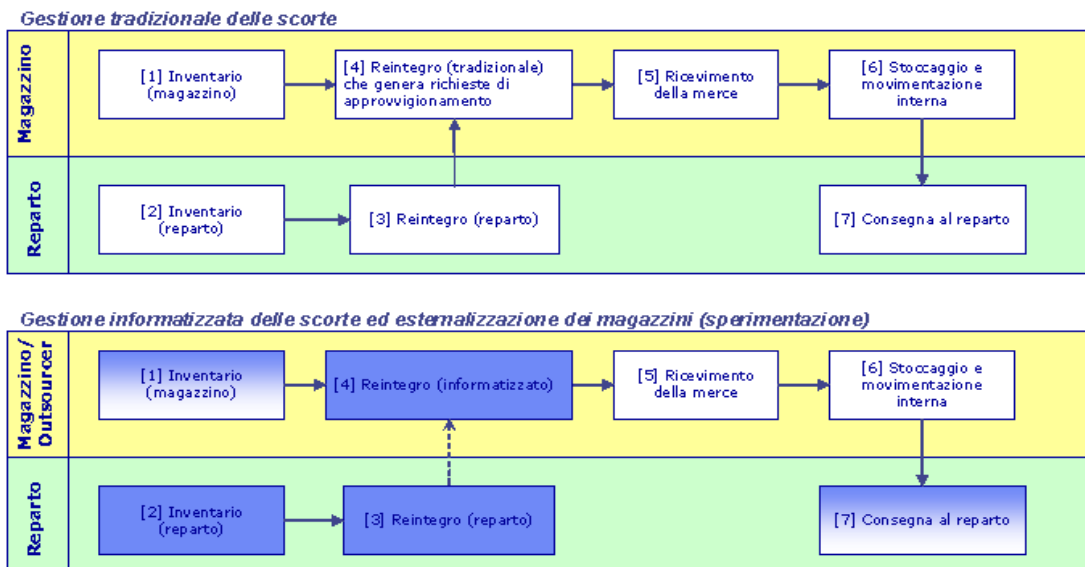 Gestione tradizionale delle scorte
Magazzino
[1] Inventario
(magazzino)
[4] Reintegro (tradizionale)
che genera richieste di
approvvigionamento
[5] Ricevimento
della merce
[6] Stoccaggio e
movimentazione
interna
Reparto
[2] Inventario
(reparto)
[3] Reintegro (reparto)
[7] Consegna al reparto
Gestione informatizzata delle scorte ed esternalizzazione dei magazzini (sperimentazione)
Magazzino/
Outsourcer
[1] Inventario
(magazzino)
[4] Reintegro (informatizzato)
[5] Ricevimento
della merce
[6] Stoccaggio e
movimentazione
interna
Reparto
[2] Inventario
(reparto)
[3] Reintegro (reparto)
[7] Consegna al reparto